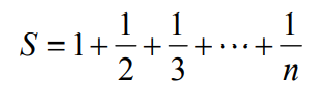 S = 1 + 1/2 + 1/3 + ⋯ + 1/n